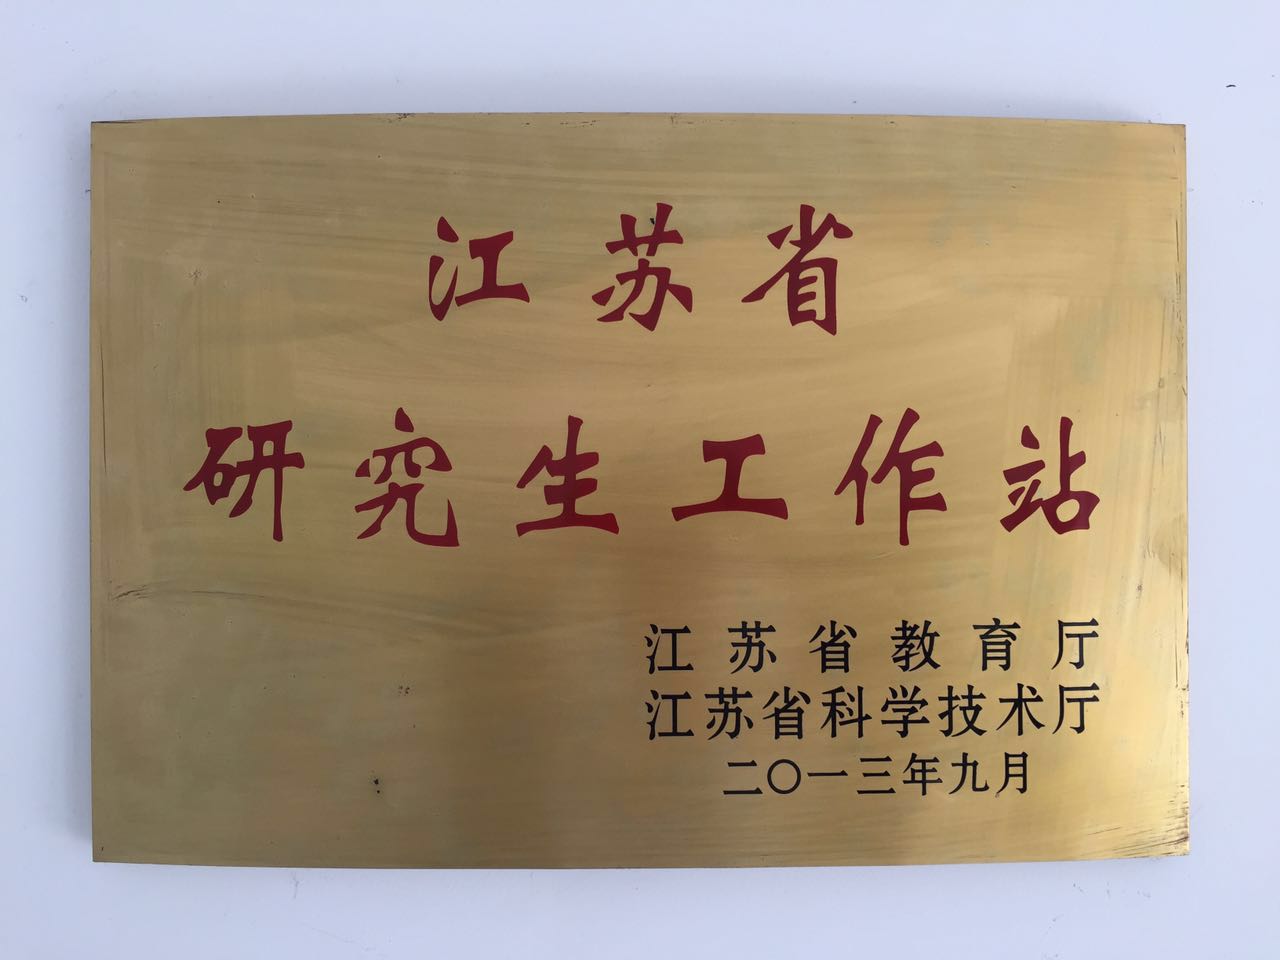 江苏省
研究生工作站
江苏省教育厅
江苏省科学技术厅
二〇一三年九月